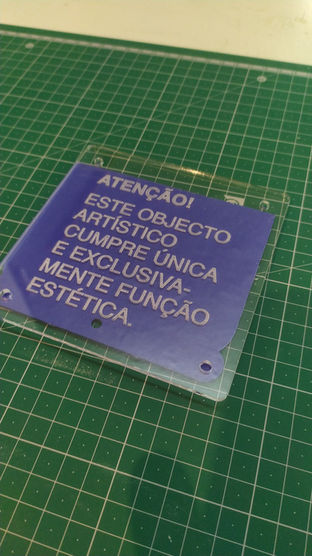 ATENÇÃO!
ESTE OBJECTO
ARTÍSTICO
CUMPRE ÚNICA
E EXCLUSIVA-
MENTE FUNÇÃO
ESTÉTICA.